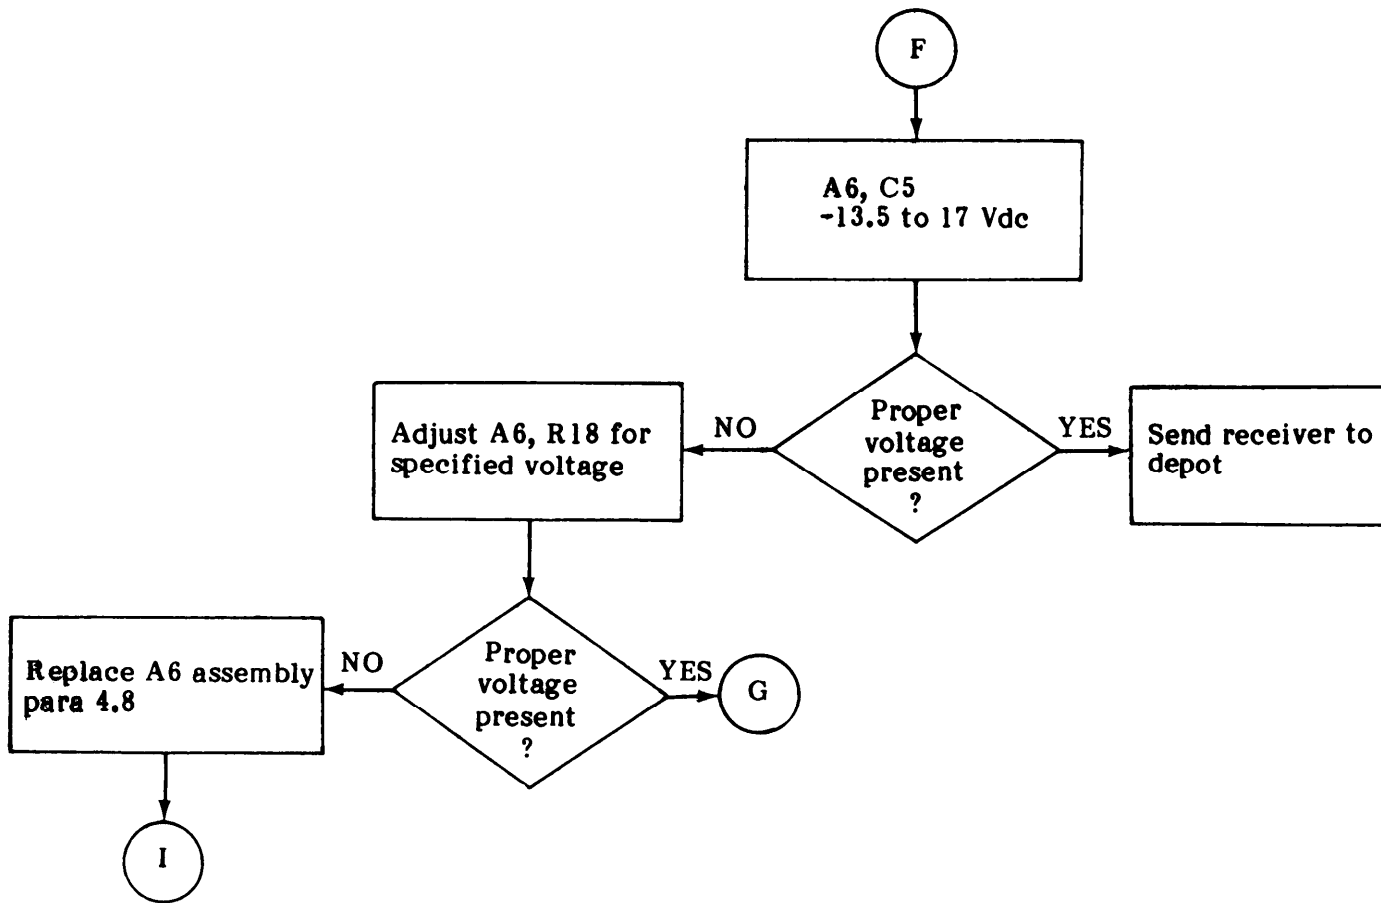 F
A6, C5
-13.5 to 17 Vdc
Proper
voltage
present
?
NO
YES
Adjust A6, R18 for
specified voltage
Send receiver to
depot
Proper
voltage
present
?
NO
YES
Replace A6 assembly
para 4.8
G
I